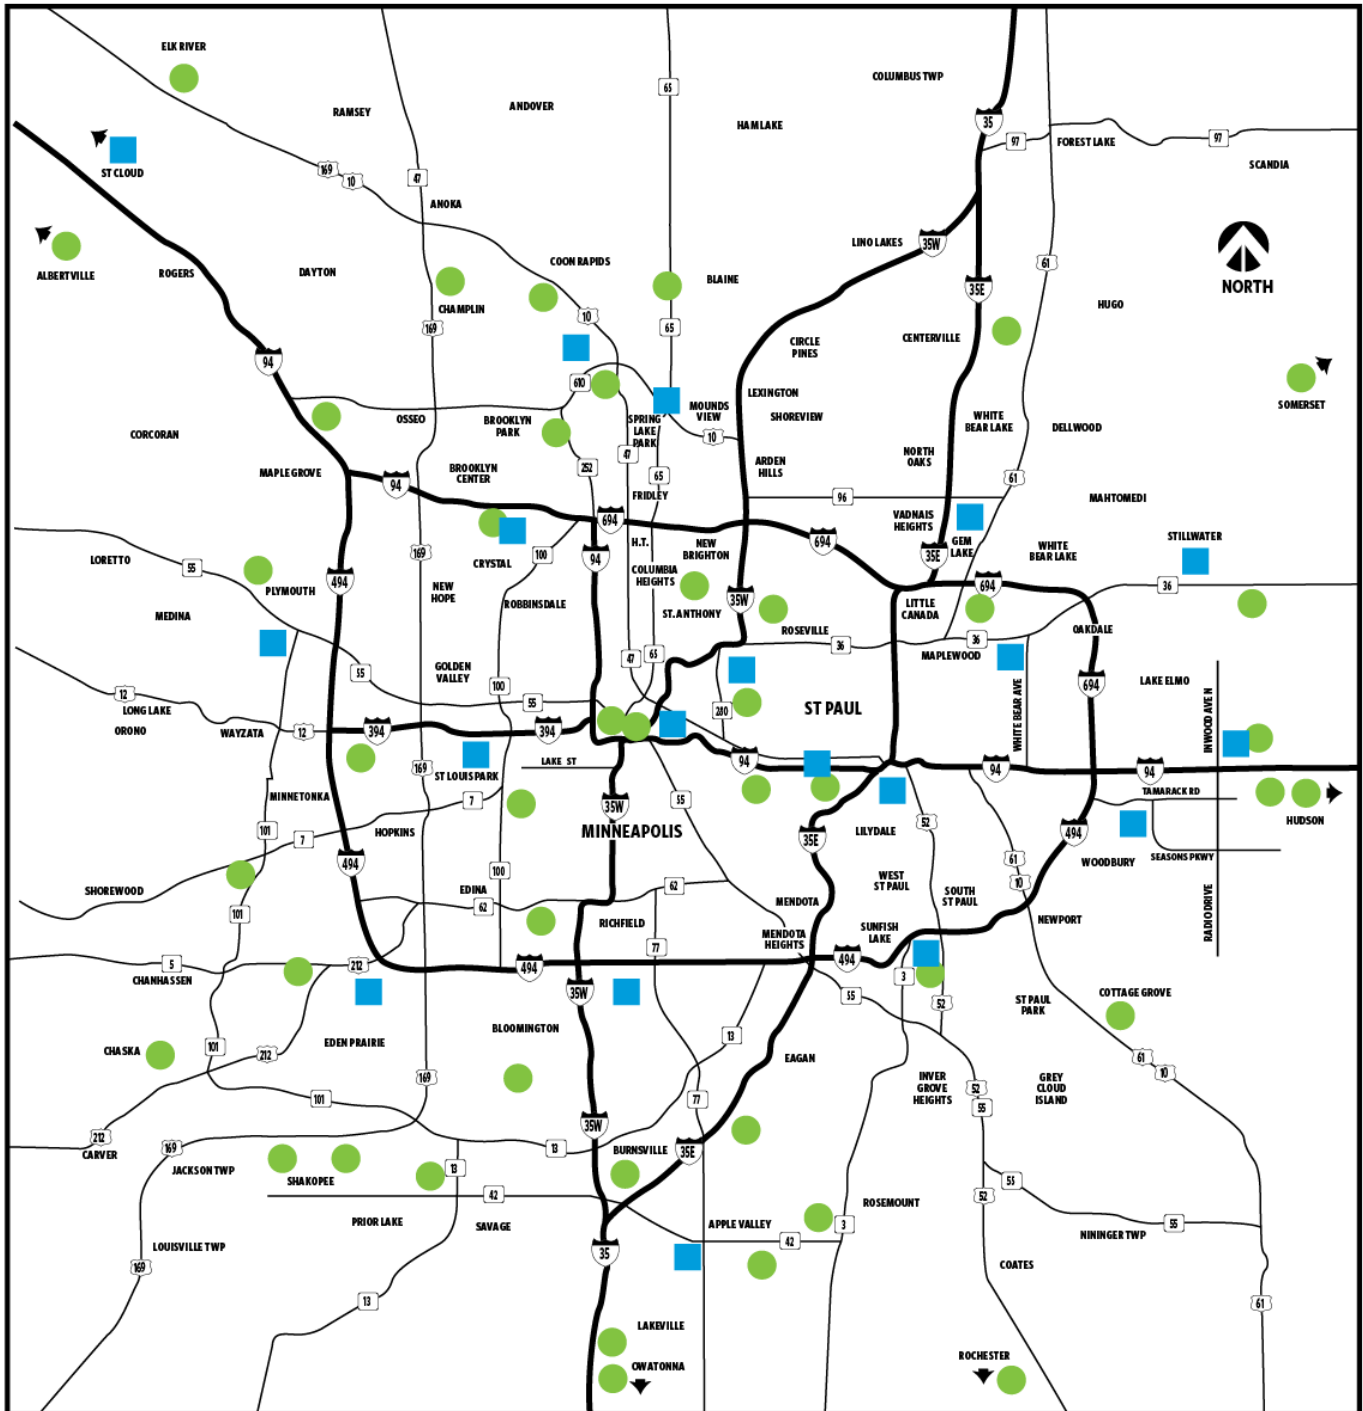 ELK RIVER
COLUMBUS TWP
65
RAMSEY
ANDOVER
HAM LAKE
35
97
FOREST LAKE
97
SCANDIA
ST CLOUD
169
10
47
ANOKA
LINO LAKES
35W
ALBERTVILLE
ROGERS
DAYTON
COON RAPIDS
BLAINE
61
35E
NORTH
CHAMPLIN
10
HUGO
169
65
CENTERVILLE
CIRCLE
PINES
94
610
LEXINGTON
SOMERSET
OSSEO
BROOKLYN
PARK
SPRING
LAKE
PARK
MOUNDS
VIEW
SHOREVIEW
WHITE
BEAR LAKE
DELLWOOD
CORCORAN
10
47
NORTH
OAKS
MAPLE GROVE
BROOKLYN
CENTER
252
65
ARDEN
HILLS
61
94
FRIDLEY
96
MAHTOMEDI
694
VADNAIS
HEIGHTS
694
STILLWATER
H.T.
NEW
BRIGHTON
GEM
LAKE
WHITE
BEAR LAKE
LORETTO
55
169
CRYSTAL
100
94
35E
494
COLUMBIA
HEIGHTS
694
36
PLYMOUTH
NEW
HOPE
ROBBINSDALE
ST. ANTHONY
35W
LITTLE
CANADA
MEDINA
ROSEVILLE
36
36
OAKDALE
MAPLEWOOD
47
65
GOLDEN
VALLEY
55
100
12
LONG LAKE
ORONO
55
280
ST PAUL
WHITE BEAR AVE
694
LAKE ELMO
INWOOD AVE N
WAYZATA
12
394
394
LAKE ST
94
94
94
169
ST LOUIS PARK
MINNETONKA
7
35W
55
TAMARACK RD
HUDSON
101
7
HOPKINS
MINNEAPOLIS
35E
LILYDALE
52
494
WOODBURY
SEASONS PKWY
494
61
10
SHOREWOOD
100
EDINA
62
62
WEST
ST PAUL
SOUTH
ST PAUL
101
RICHFIELD
MENDOTA
NEWPORT
RADIO DRIVE
MENDOTA
HEIGHTS
SUNFISH
LAKE
77
5
CHANHASSEN
212
494
494
3
35W
55
52
ST PAUL
PARK
COTTAGE GROVE
BLOOMINGTON
13
CHASKA
101
212
EDEN PRAIRIE
EAGAN
61
10
169
INVER
GROVE
HEIGHTS
52
55
GREY
CLOUD
ISLAND
101
77
212
CARVER
169
35W
13
BURNSVILLE
35E
JACKSON TWP
SHAKOPEE
13
55
42
52
ROSEMOUNT
PRIOR LAKE
SAVAGE
APPLE VALLEY
3
55
NININGER TWP
LOUISVILLE TWP
42
35
169
COATES
13
61
LAKEVILLE
OWATONNA
ROCHESTER